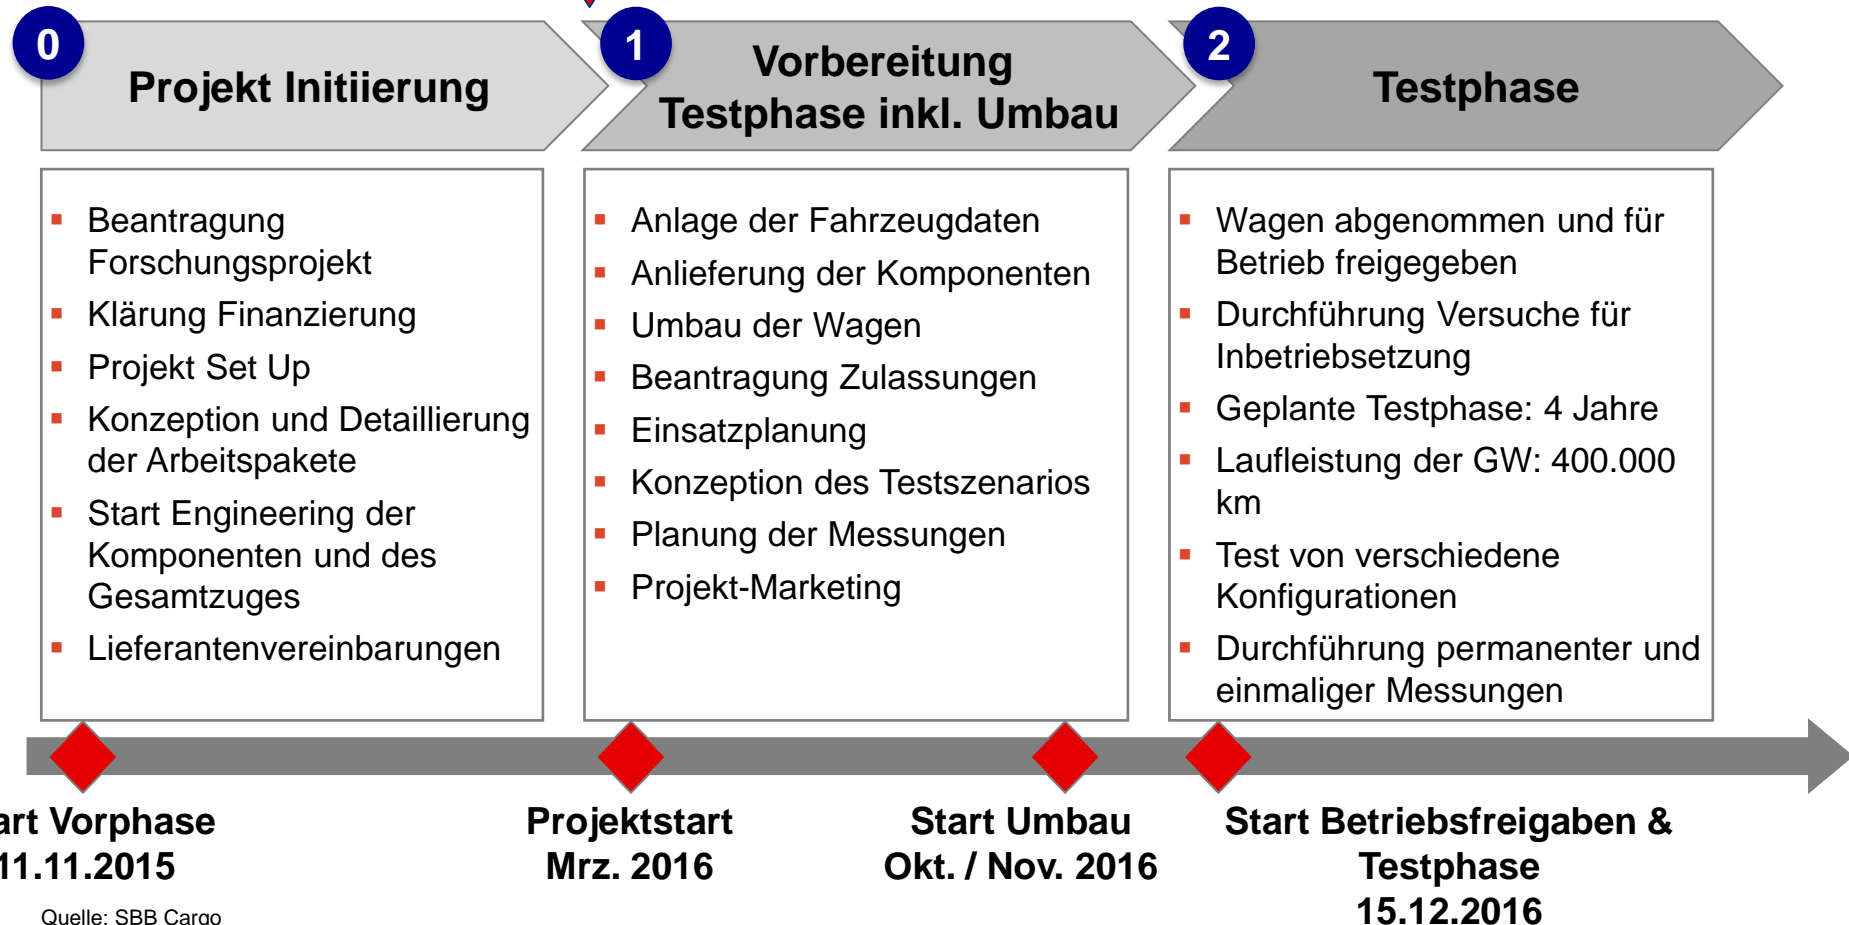 0
Projekt Initiierung
1
Vorbereitung
Testphase inkl. Umbau
2
Testphase
▪ Beantragung
Forschungsprojekt
▪ Klärung Finanzierung
▪ Projekt Set Up
▪ Konzeption und Detaillierung
der Arbeitspakete
▪ Start Engineering der
Komponenten und des
Gesamtzuges
▪ Lieferantenvereinbarungen
▪ Anlage der Fahrzeugdaten
▪ Anlieferung der Komponenten
▪ Umbau der Wagen
▪ Beantragung Zulassungen
▪ Einsatzplanung
▪ Konzeption des Testszenarios
▪ Planung der Messungen
▪ Projekt-Marketing
▪ Wagen abgenommen und für
Betrieb freigegeben
▪ Durchführung Versuche für
Inbetriebsetzung
▪ Geplante Testphase: 4 Jahre
▪ Laufleistung der GW: 400.000
km
▪ Test von verschiedene
Konfigurationen
▪ Durchführung permanenter und
einmaliger Messungen
art Vorphase
11.11.2015
Projektstart
Mrz. 2016
Start Umbau
Okt. / Nov. 2016
Start Betriebsfreigaben &
Testphase
15.12.2016
Quelle: SBB Cargo